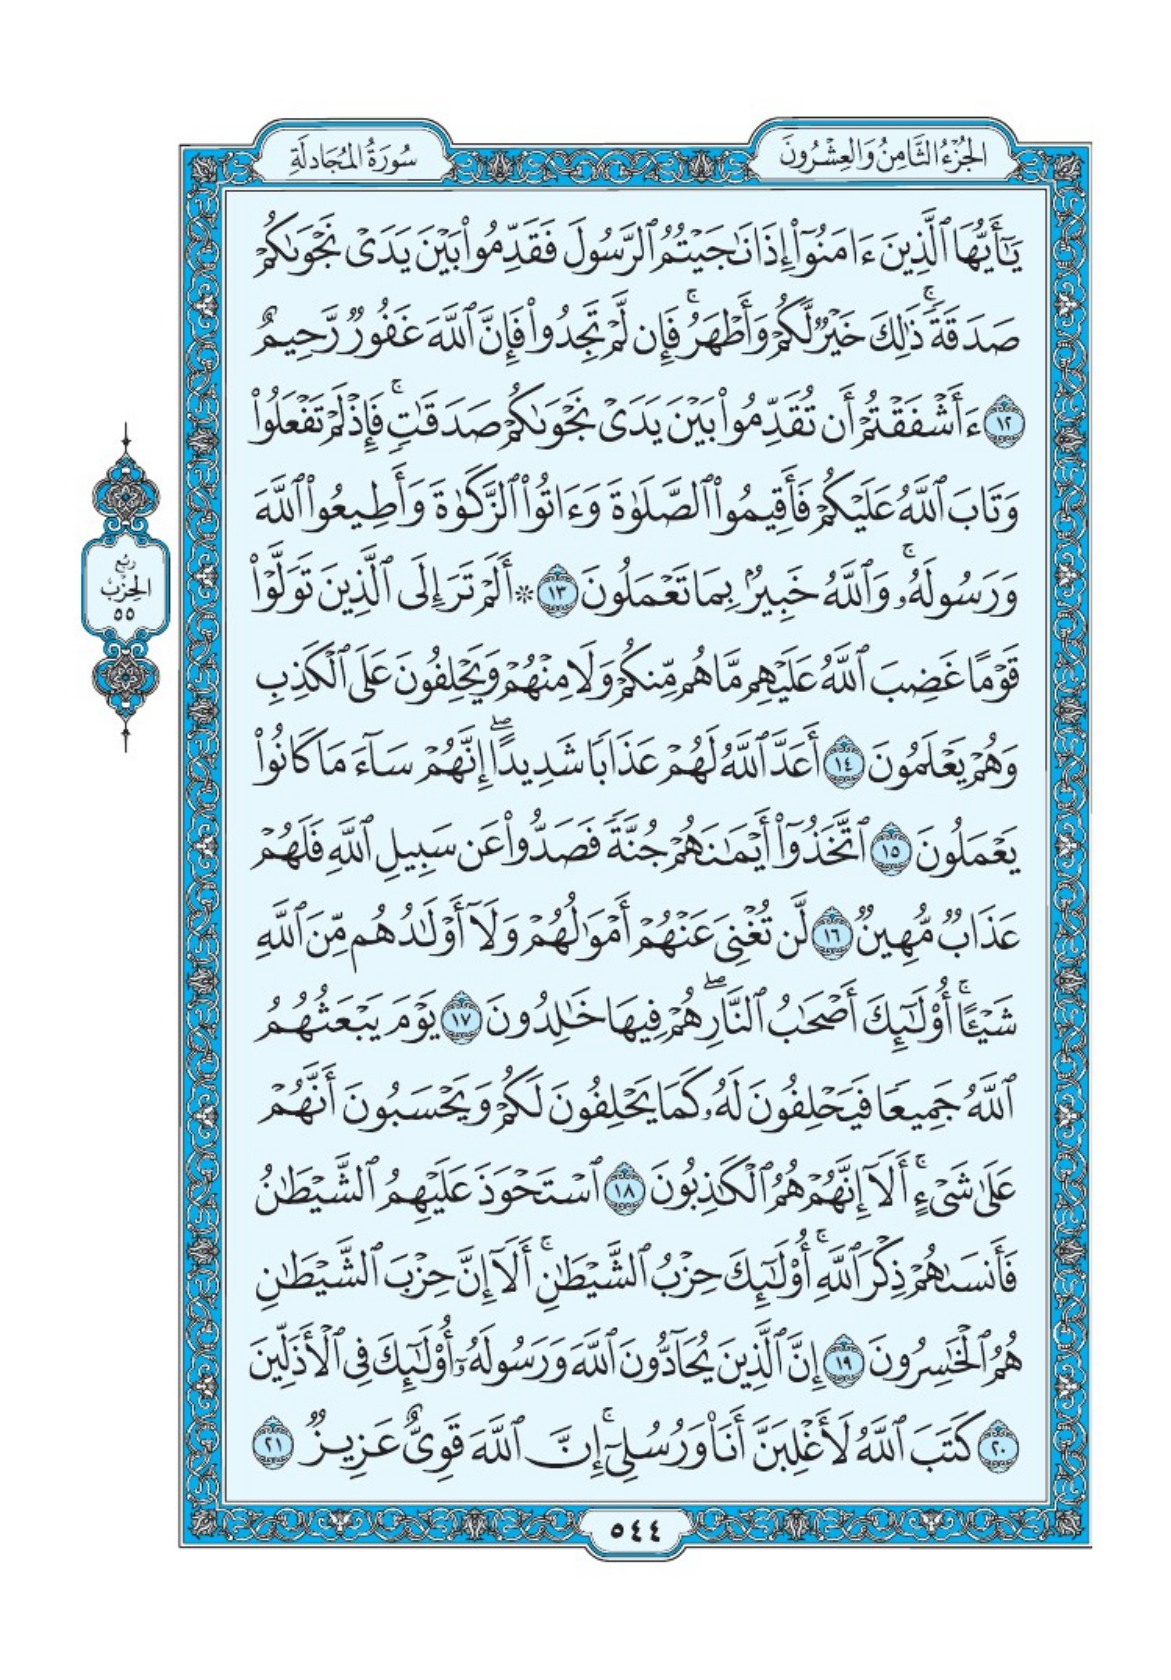 الجُزْءُ الثَّامِنُ وَالعِشْرُونَ
سُورَةُ المُجَادلَةِ
يَٰٓأَيُّهَا ٱلَّذِينَ ءَامَنُوٓاْ إِذَا نَٰجَيۡتُمُ ٱلرَّسُولَ فَقَدِّمُواْ بَيۡنَ يَدَيۡ نَجۡوَىٰكُمۡ
صَدَقَةٗۚ ذَٰلِكَ خَيۡرٞ لَّكُمۡ وَأَطۡهَرُۚ فَإِن لَّمۡ تَجِدُواْ فَإِنَّ ٱللَّهَ غَفُورٞ رَّحِيمٌ
١٢ ءَأَشۡفَقۡتُمۡ أَن تُقَدِّمُواْ بَيۡنَ يَدَيۡ نَجۡوَىٰكُمۡ صَدَقَٰتٖۚ فَإِذۡ لَمۡ تَفۡعَلُواْ
وَتَابَ ٱللَّهُ عَلَيۡكُمۡ فَأَقِيمُواْ ٱلصَّلَوٰةَ وَءَاتُواْ ٱلزَّكَوٰةَ وَأَطِيعُواْ ٱللَّهَ
وَرَسُولَهُۥۚ وَٱللَّهُ خَبِيرُۢ بِمَا تَعۡمَلُونَ ١٣ ۞ أَلَمۡ تَرَ إِلَى ٱلَّذِينَ تَوَلَّوۡاْ
قَوۡمًا غَضِبَ ٱللَّهُ عَلَيۡهِم مَّا هُم مِّنكُمۡ وَلَا مِنۡهُمۡ وَيَحۡلِفُونَ عَلَى ٱلۡكَذِبِ
وَهُمۡ يَعۡلَمُونَ ١٤ أَعَدَّ ٱللَّهُ لَهُمۡ عَذَابٗا شَدِيدًاۖ إِنَّهُمۡ سَآءَ مَا كَانُواْ
يَعۡمَلُونَ ١٥ ٱتَّخَذُوٓاْ أَيۡمَٰنَهُمۡ جُنَّةٗ فَصَدُّواْ عَن سَبِيلِ ٱللَّهِ فَلَهُمۡ
عَذَابٞ مُّهِينٞ ١٦ لَّن تُغۡنِيَ عَنۡهُمۡ أَمۡوَٰلُهُمۡ وَلَآ أَوۡلَٰدُهُم مِّنَ ٱللَّهِ
شَيۡـًٔاۚ أُوْلَٰٓئِكَ أَصۡحَٰبُ ٱلنَّارِۖ هُمۡ فِيهَا خَٰلِدُونَ ١٧ يَوۡمَ يَبۡعَثُهُمُ
ٱللَّهُ جَمِيعٗا فَيَحۡلِفُونَ لَهُۥ كَمَا يَحۡلِفُونَ لَكُمۡ وَيَحۡسَبُونَ أَنَّهُمۡ
عَلَىٰ شَيۡءٍۚ أَلَآ إِنَّهُمۡ هُمُ ٱلۡكَٰذِبُونَ ١٨ ٱسۡتَحۡوَذَ عَلَيۡهِمُ ٱلشَّيۡطَٰنُ
فَأَنسَىٰهُمۡ ذِكۡرَ ٱللَّهِۚ أُوْلَٰٓئِكَ حِزۡبُ ٱلشَّيۡطَٰنِۚ أَلَآ إِنَّ حِزۡبَ ٱلشَّيۡطَٰنِ
هُمُ ٱلۡخَٰسِرُونَ ١٩ إِنَّ ٱلَّذِينَ يُحَآدُّونَ ٱللَّهَ وَرَسُولَهُۥٓ أُوْلَٰٓئِكَ فِي ٱلۡأَذَلِّينَ
٢٠ كَتَبَ ٱللَّهُ لَأَغۡلِبَنَّ أَنَا۠ وَرُسُلِيٓۚ إِنَّ ٱللَّهَ قَوِيٌّ عَزِيزٞ ٢١
رُبُع
الحِزْبُ
٥٥
٥٤٤